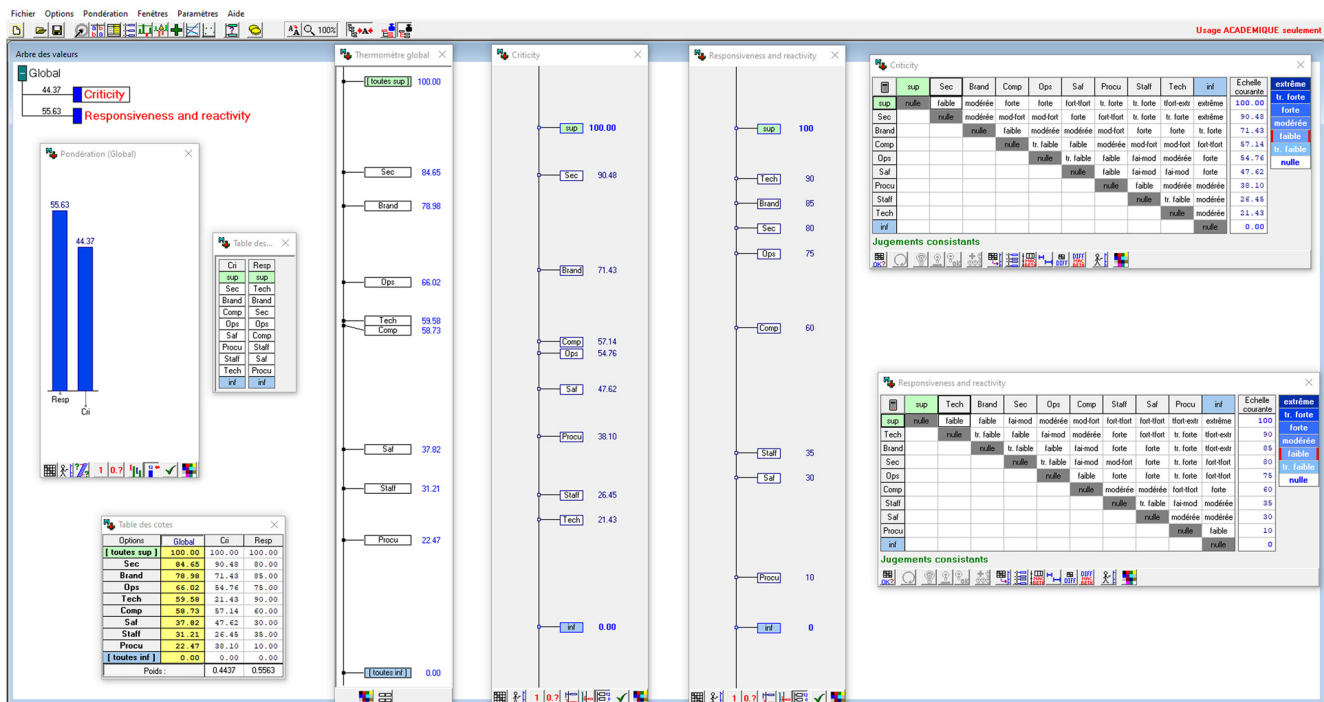 Fichier Options Pondération Fenêtres Paramètres Aide
100%
Usage ACADEMIQUE seulement
Arbre des valeurs
Global
44.37 Criticity
55.63 Responsiveness and reactivity
Pondération (Global)
55.63
44.37
Resp
Cri
Table des...
Cri Resp
sup sup
Sec Tech
Brand Brand
Comp Sec
Ops Ops
Saf Comp
Procu Staff
Staff Saf
Tech Procu
inf inf
Table des cotes
Options Global Cri Resp
[ toutes sup ] 100.00 100.00 100.00
Sec 84.65 90.48 80.00
Brand 78.98 71.43 85.00
Ops 66.02 54.76 75.00
Tech 59.58 21.43 90.00
Comp 58.73 57.14 60.00
Saf 37.82 47.62 30.00
Staff 31.21 26.45 35.00
Procu 22.47 38.10 10.00
[ toutes inf ] 0.00 0.00 0.00
Poids : 0.4437 0.5563
Thermomètre global
[ toutes sup ] 100.00
Sec 84.65
Brand 78.98
Ops 66.02
Tech 59.58
Comp 58.73
Saf 37.82
Staff 31.21
Procu 22.47
[ toutes inf ] 0.00
Criticity
sup 100.00
Sec 90.48
Brand 71.43
Comp 57.14
Ops 54.76
Saf 47.62
Procu 38.10
Staff 26.45
Tech 21.43
inf 0.00
Responsiveness and reactivity
sup 100
Tech 90
Brand 85
Sec 80
Ops 75
Comp 60
Staff 35
Saf 30
Procu 10
inf 0
Criticity
sup Sec Brand Comp Ops Saf Procu Staff Tech inf Echelle courante
sup nulle faible modérée forte forte fort-tfort tr. forte tr. forte tfort-extr extrême 100.00
Sec nulle modérée mod-fort mod-fort forte fort-tfort tr. forte tr. forte extrême 90.48
Brand nulle faible modérée modérée mod-fort forte forte tr. forte 71.43
Comp nulle tr. faible faible modérée mod-fort mod-fort fort-tfort 57.14
Ops nulle tr. faible faible fai-mod modérée forte 54.76
Saf nulle faible fai-mod fai-mod forte 47.62
Procu nulle faible modérée modérée 38.10
Staff nulle tr. faible modérée 26.45
Tech nulle modérée 21.43
inf nulle 0.00
extrême
tr. forte
forte
modérée
faible
tr. faible
nulle
Jugements consistants
Responsiveness and reactivity
sup Tech Brand Sec Ops Comp Staff Saf Procu inf Echelle courante
sup nulle faible faible fai-mod modérée mod-fort fort-tfort fort-tfort tfort-extr extrême 100
Tech nulle tr. faible faible fai-mod modérée forte forte tr. forte tfort-extr 90
Brand nulle tr. faible faible fai-mod forte forte tr. forte tfort-extr 85
Sec nulle tr. faible fai-mod mod-fort forte tr. forte fort-tfort 80
Ops nulle faible forte forte tr. forte fort-tfort 75
Comp nulle modérée modérée fort-tfort forte 60
Staff nulle tr. faible fai-mod modérée 35
Saf nulle modérée modérée 30
Procu nulle faible 10
inf nulle 0
extrême
tr. forte
forte
modérée
faible
tr. faible
nulle
Jugements consistants